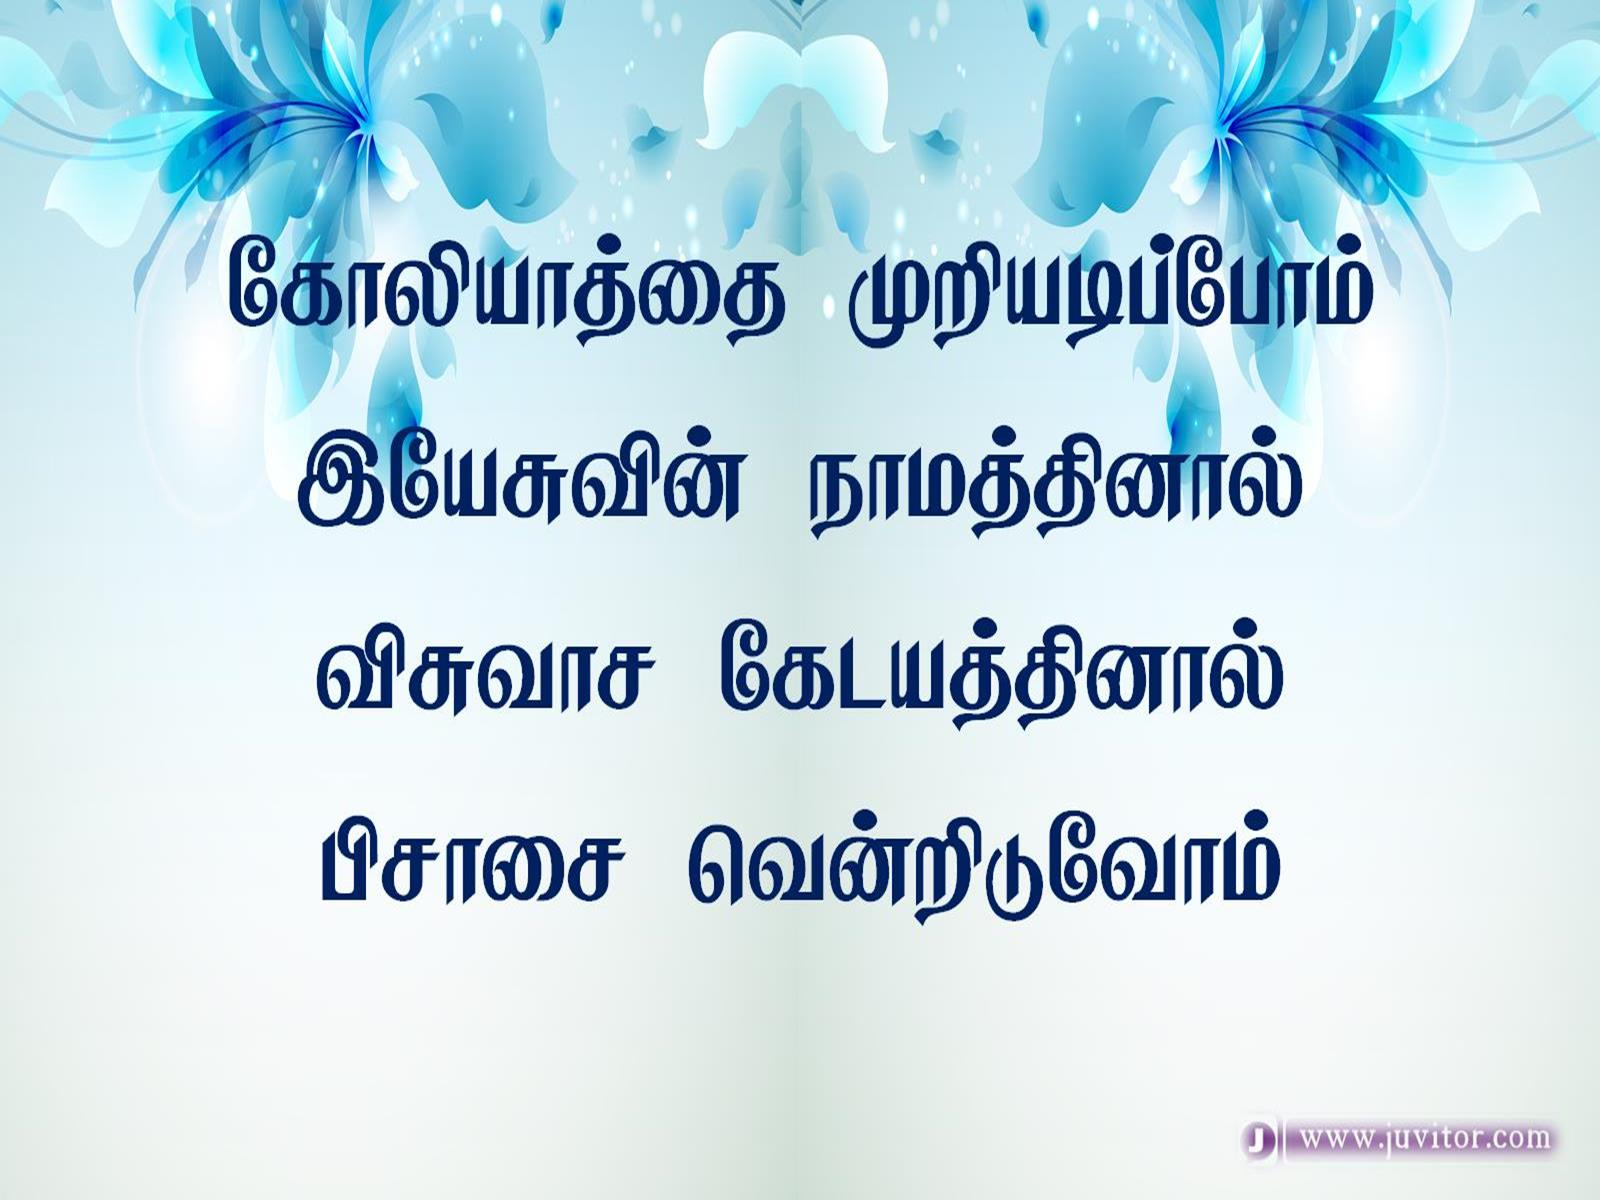 கோலியாத்தை முறியடிப்போம்
இயேசுவின் நாமத்தினால்
விசுவாச கேடயத்தினால்
பிசாசை வென்றிடுவோம்
J www.juvitor.com